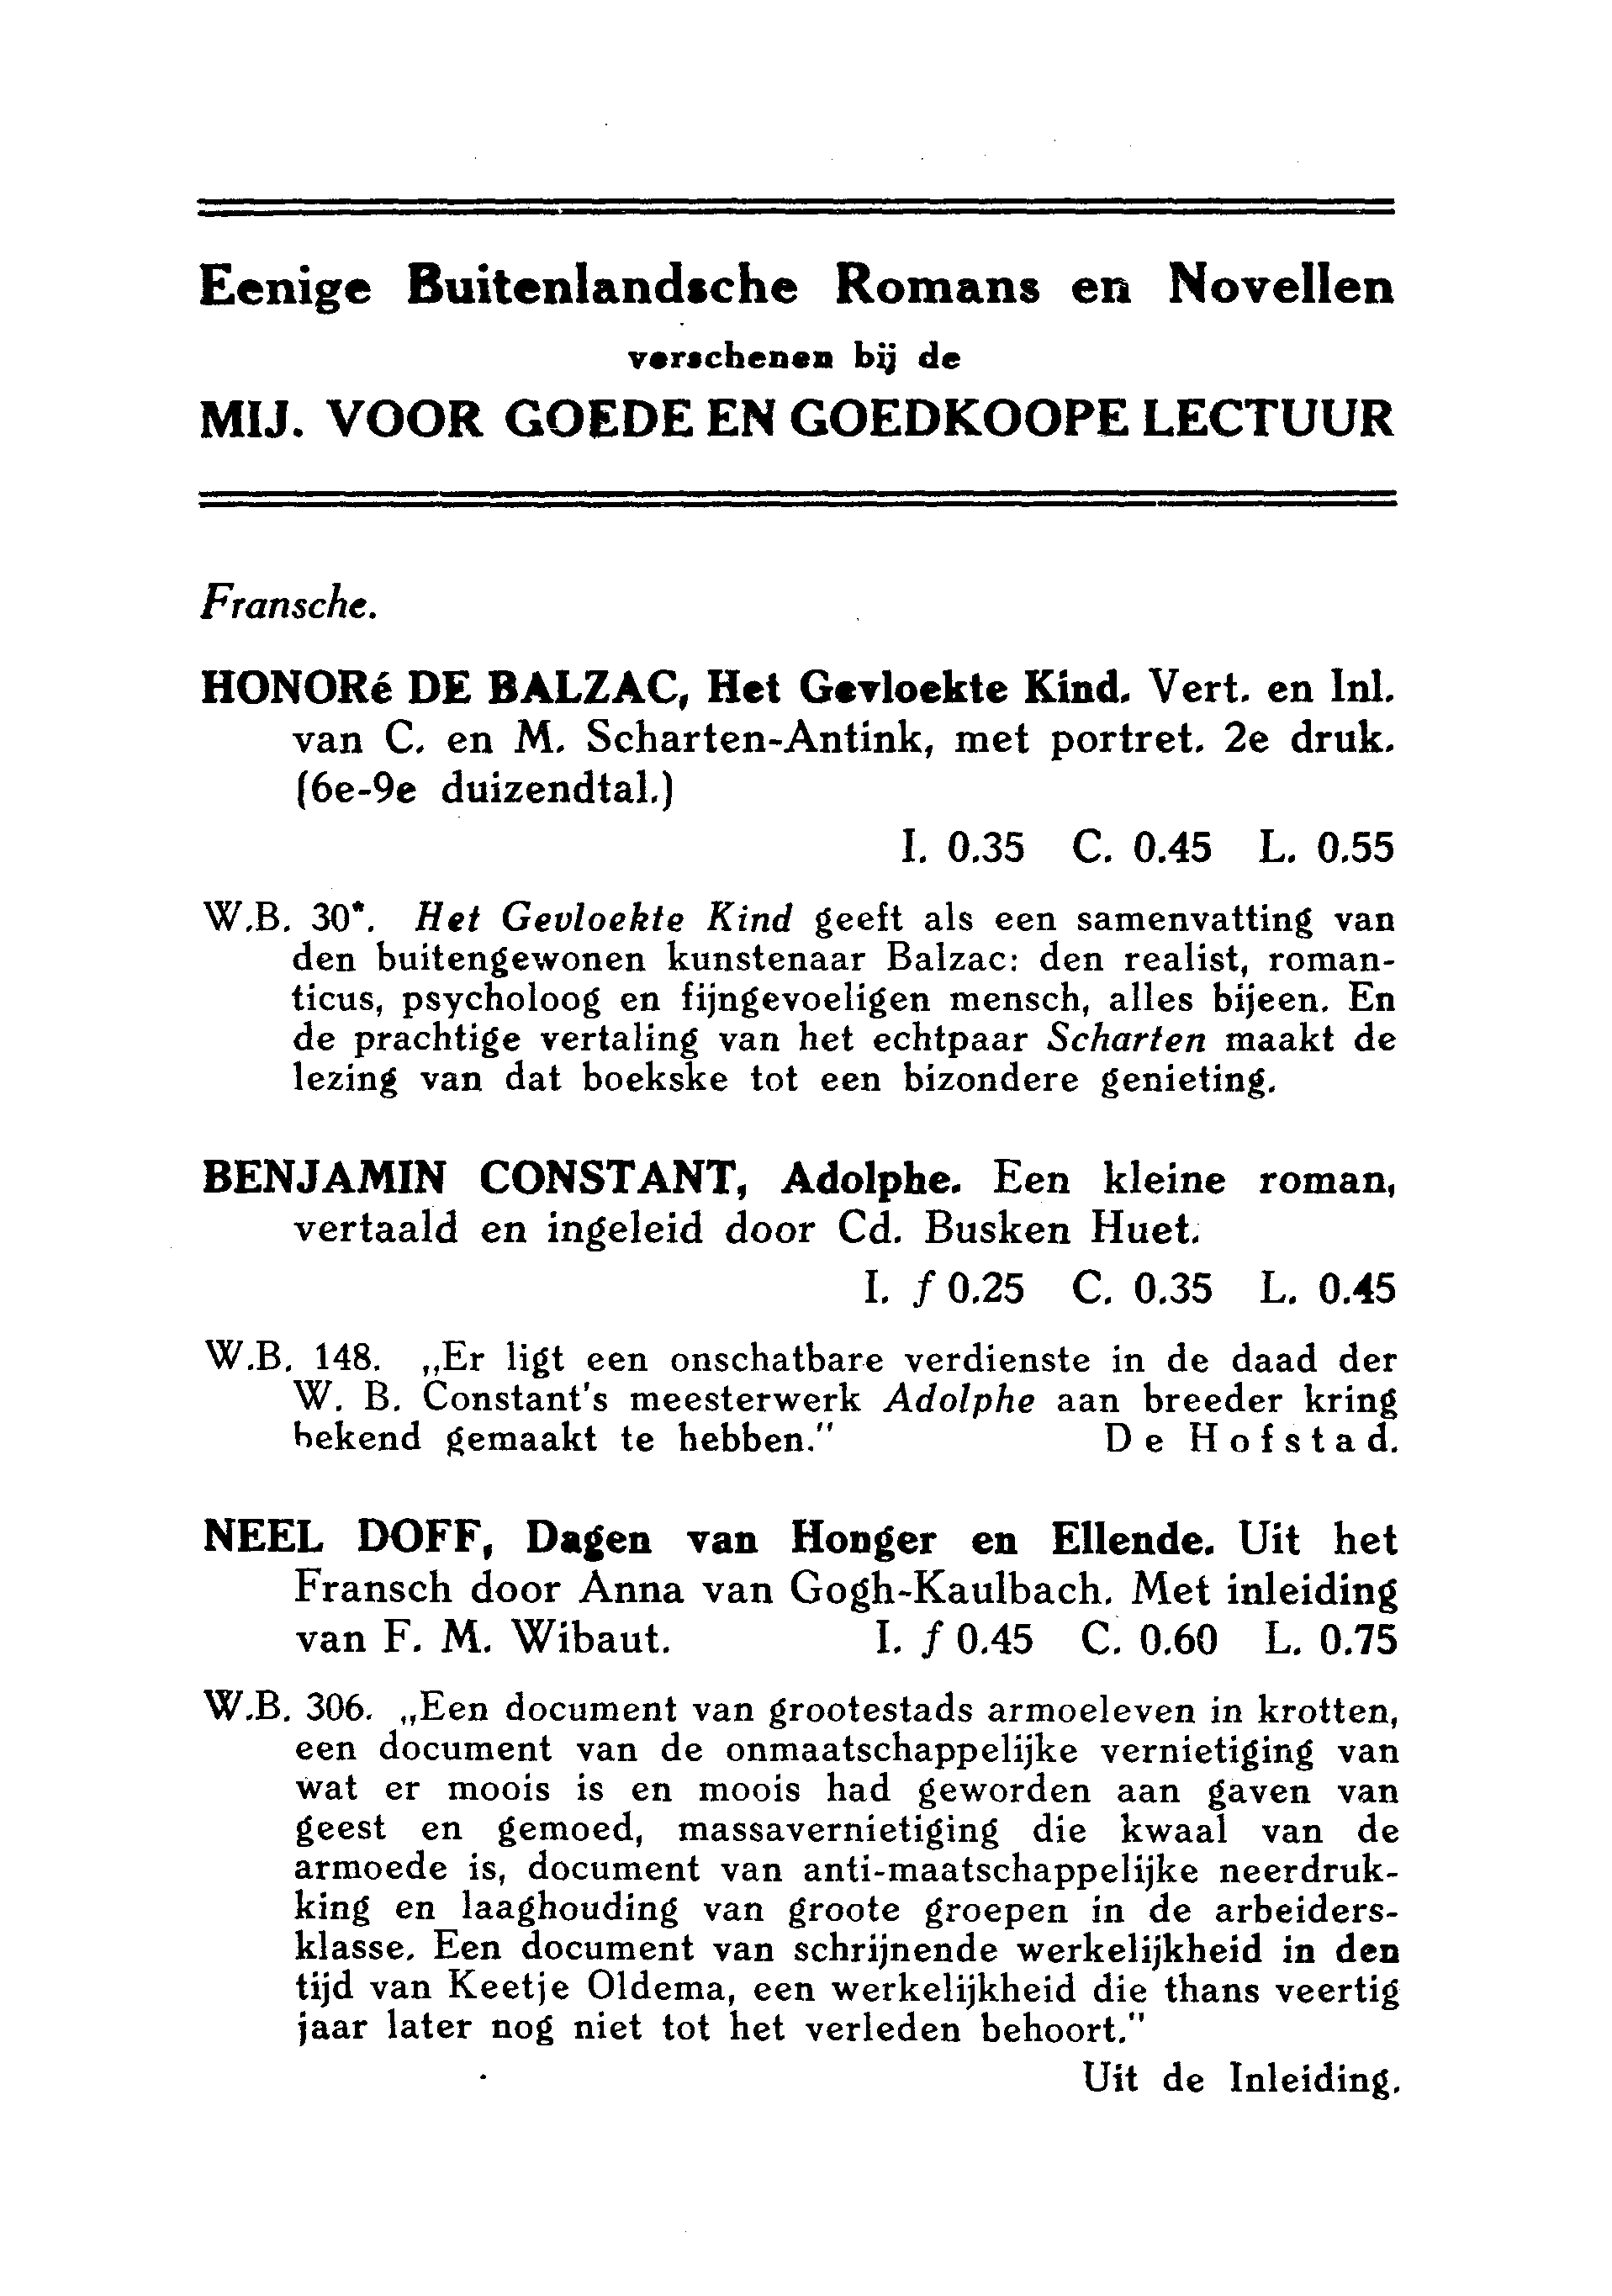 Eenige Buitenlandsche Romans en Novellen
verschenen bij de
MIJ. VOOR GOEDE EN GOEDKOOPE LECTUUR
Fransche.
HONORé DE BALZAC, Het Gevloekte Kind. Vert. en Inl.
van C. en M. Scharten-Antink, met portret. 2e druk.
(6e-9e duizendtal.)
I. 0.35 C. 0.45 L. 0.55
W.B. 30*. Het Gevloekte Kind geeft als een samenvatting van
den buitengewonen kunstenaar Balzac: den realist, roman-
ticus, psycholoog en fijngevoeligen mensch, alles bijeen. En
de prachtige vertaling van het echtpaar Scharten maakt de
lezing van dat boekske tot een bizondere genieting.
BENJAMIN CONSTANT, Adolphe. Een kleine roman,
vertaald en ingeleid door Cd. Busken Huet.
I. ƒ 0.25 C. 0.35 L. 0.45
W.B. 148. „Er ligt een onschatbare verdienste in de daad der
W. B. Constant's meesterwerk Adolphe aan breeder kring
bekend gemaakt te hebben." De Hofstad.
NEEL DOFF, Dagen van Honger en Ellende. Uit het
Fransch door Anna van Gogh-Kaulbach. Met inleiding
van F. M. Wibaut. I. ƒ 0.45 C. 0.60 L. 0.75
W.B. 306. „Een document van grootestads armoeleven in krotten,
een document van de onmaatschappelijke vernietiging van
wat er moois is en moois had geworden aan gaven van
geest en gemoed, massavernietiging die kwaal van de
armoede is, document van anti-maatschappelijke neerdruk-
king en laaghouding van groote groepen in de arbeiders-
klasse. Een document van schrijnende werkelijkheid in den
tijd van Keetje Oldema, een werkelijkheid die thans veertig
jaar later nog niet tot het verleden behoort."
Uit de Inleiding.